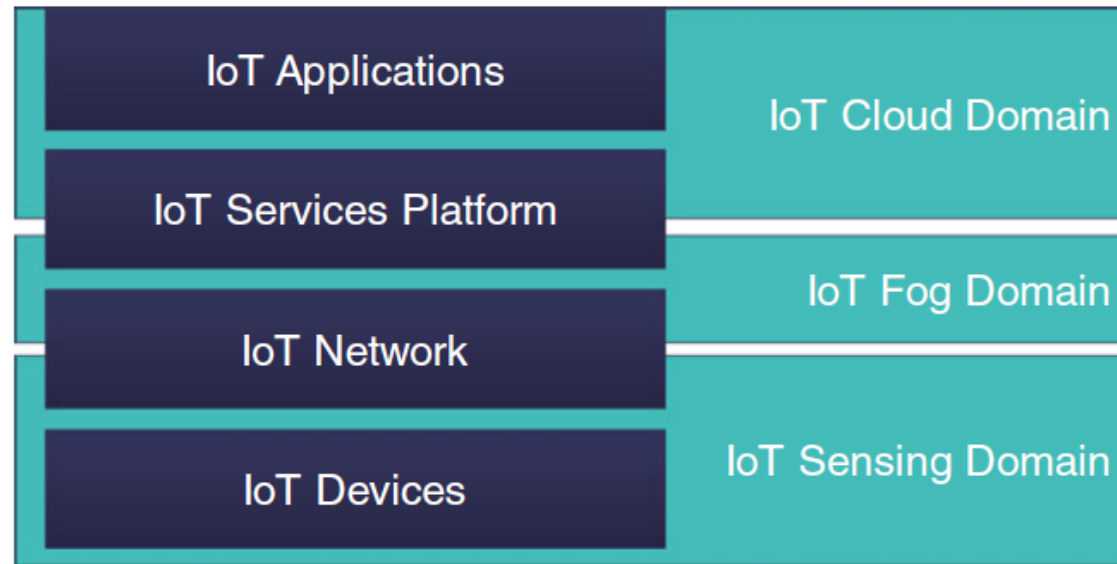 IoT Applications
IoT Cloud Domain
IoT Services Platform
IoT Fog Domain
IoT Network
IoT Sensing Domain
IoT Devices